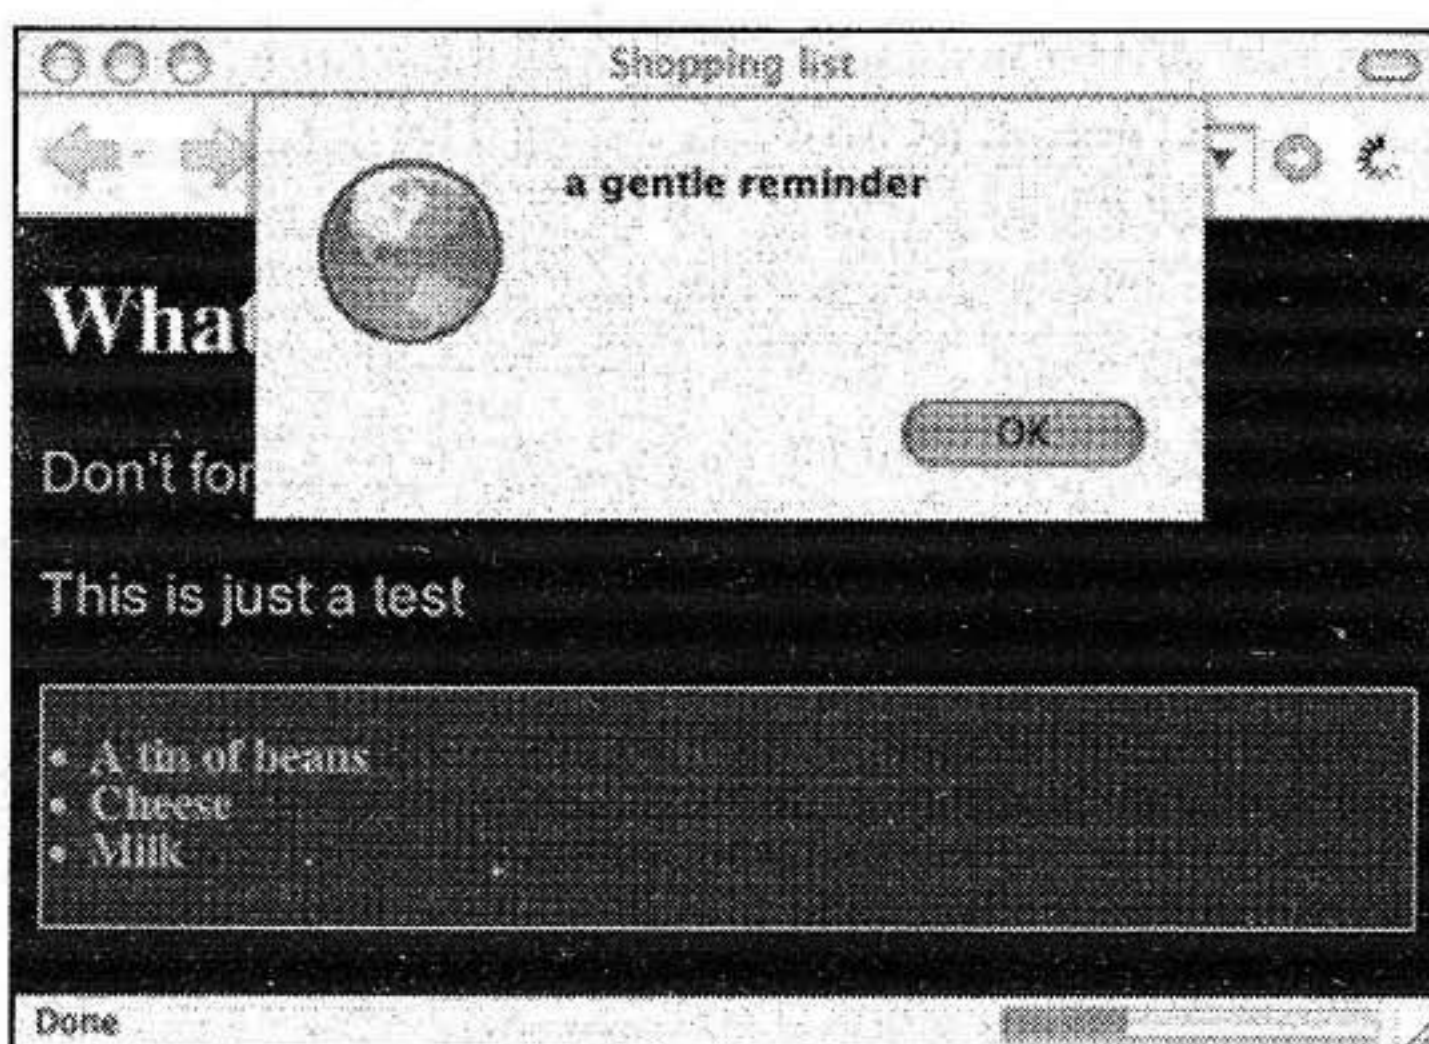 Shopping list
a gentle reminder
What
OK
Don't for
This is just a test
• A tin of beans
• Cheese
• Milk
Done